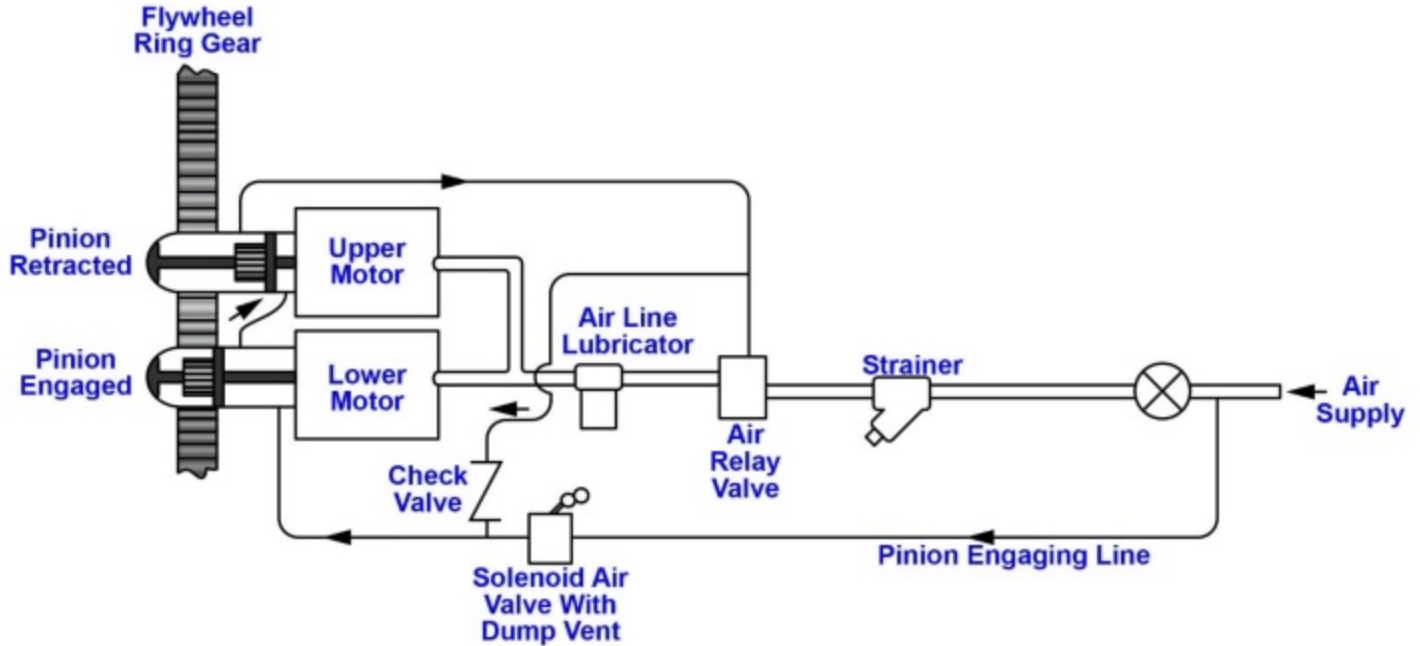 Flywheel
Ring Gear
Pinion
Retracted
Upper
Motor
Air Line
Lubricator
Pinion
Engaged
Lower
Motor
Strainer
Air
Supply
Air
Relay
Valve
Check
Valve
Pinion Engaging Line
Solenoid Air
Valve With
Dump Vent